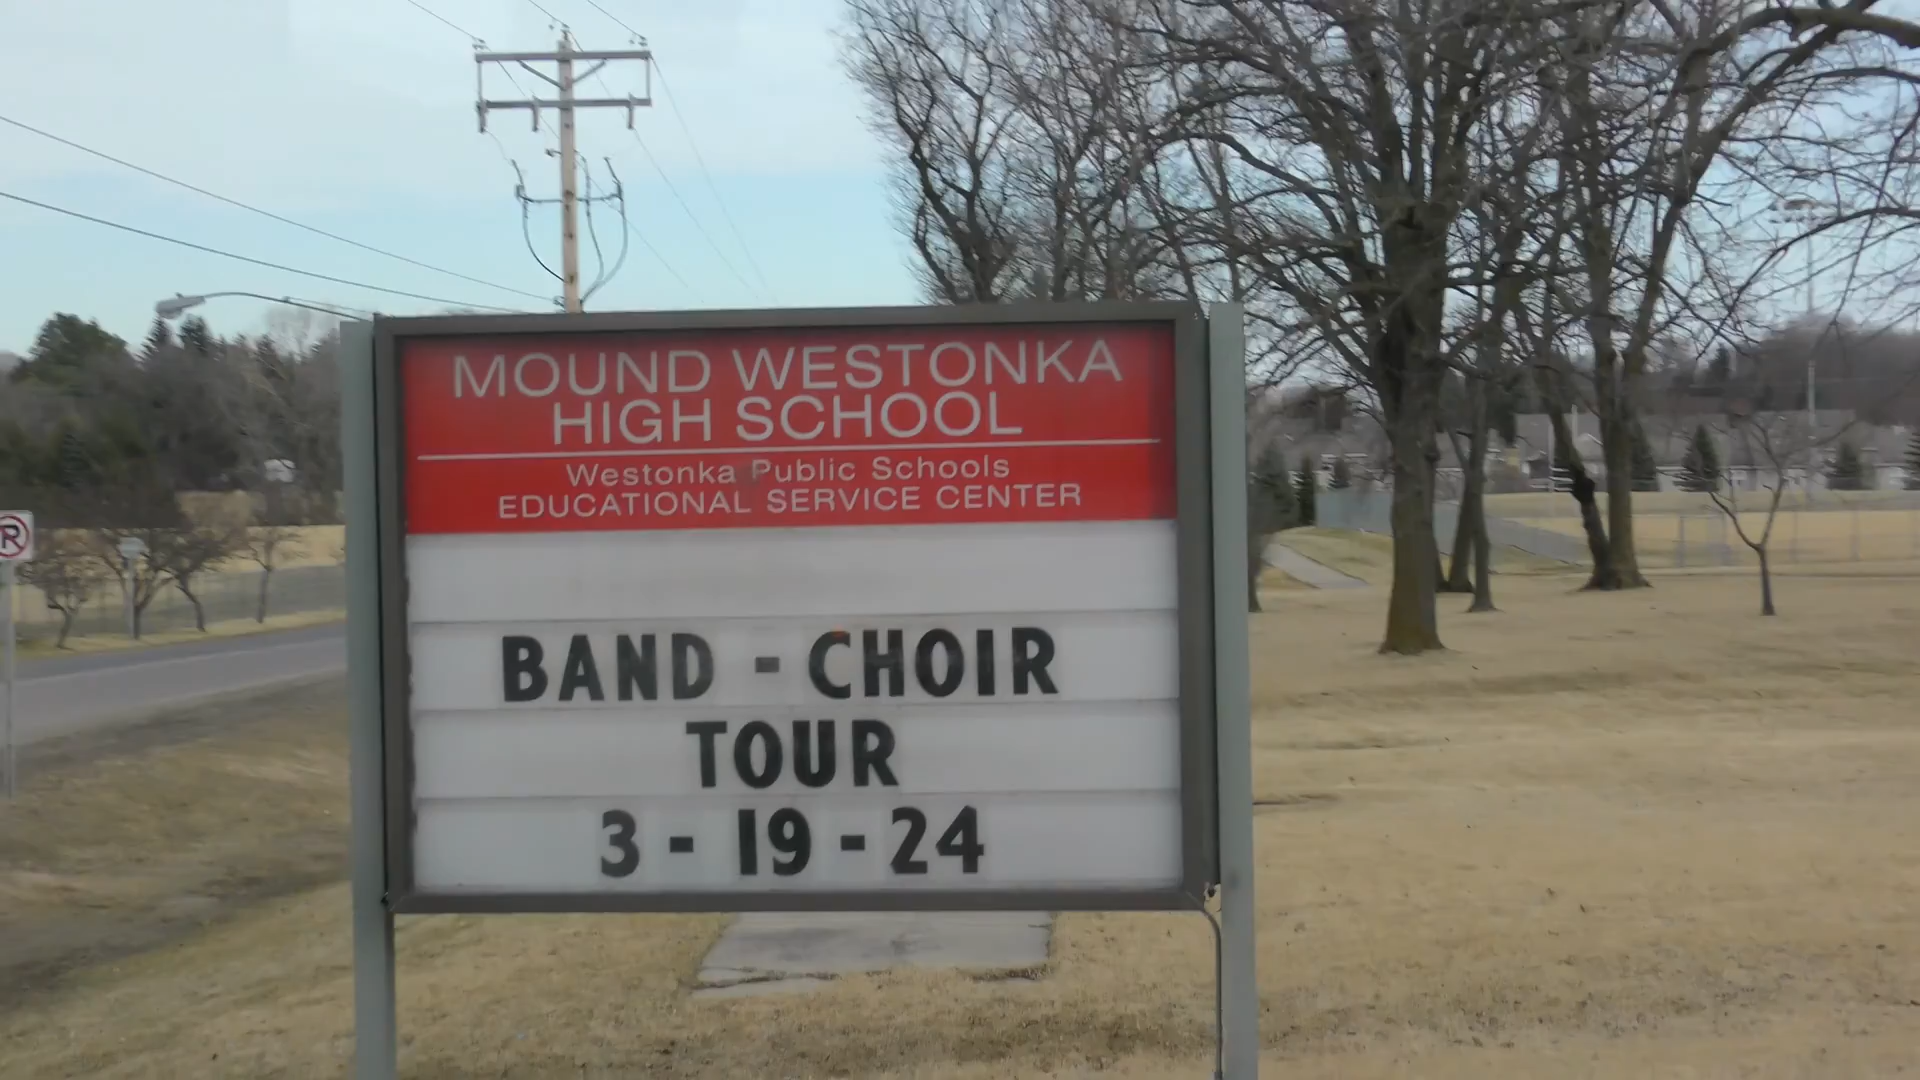 MOUND WESTONKA
HIGH SCHOOL
Westonka Public Schools
EDUCATIONAL SERVICE CENTER
BAND - CHOIR
TOUR
3 - 19 - 24
R